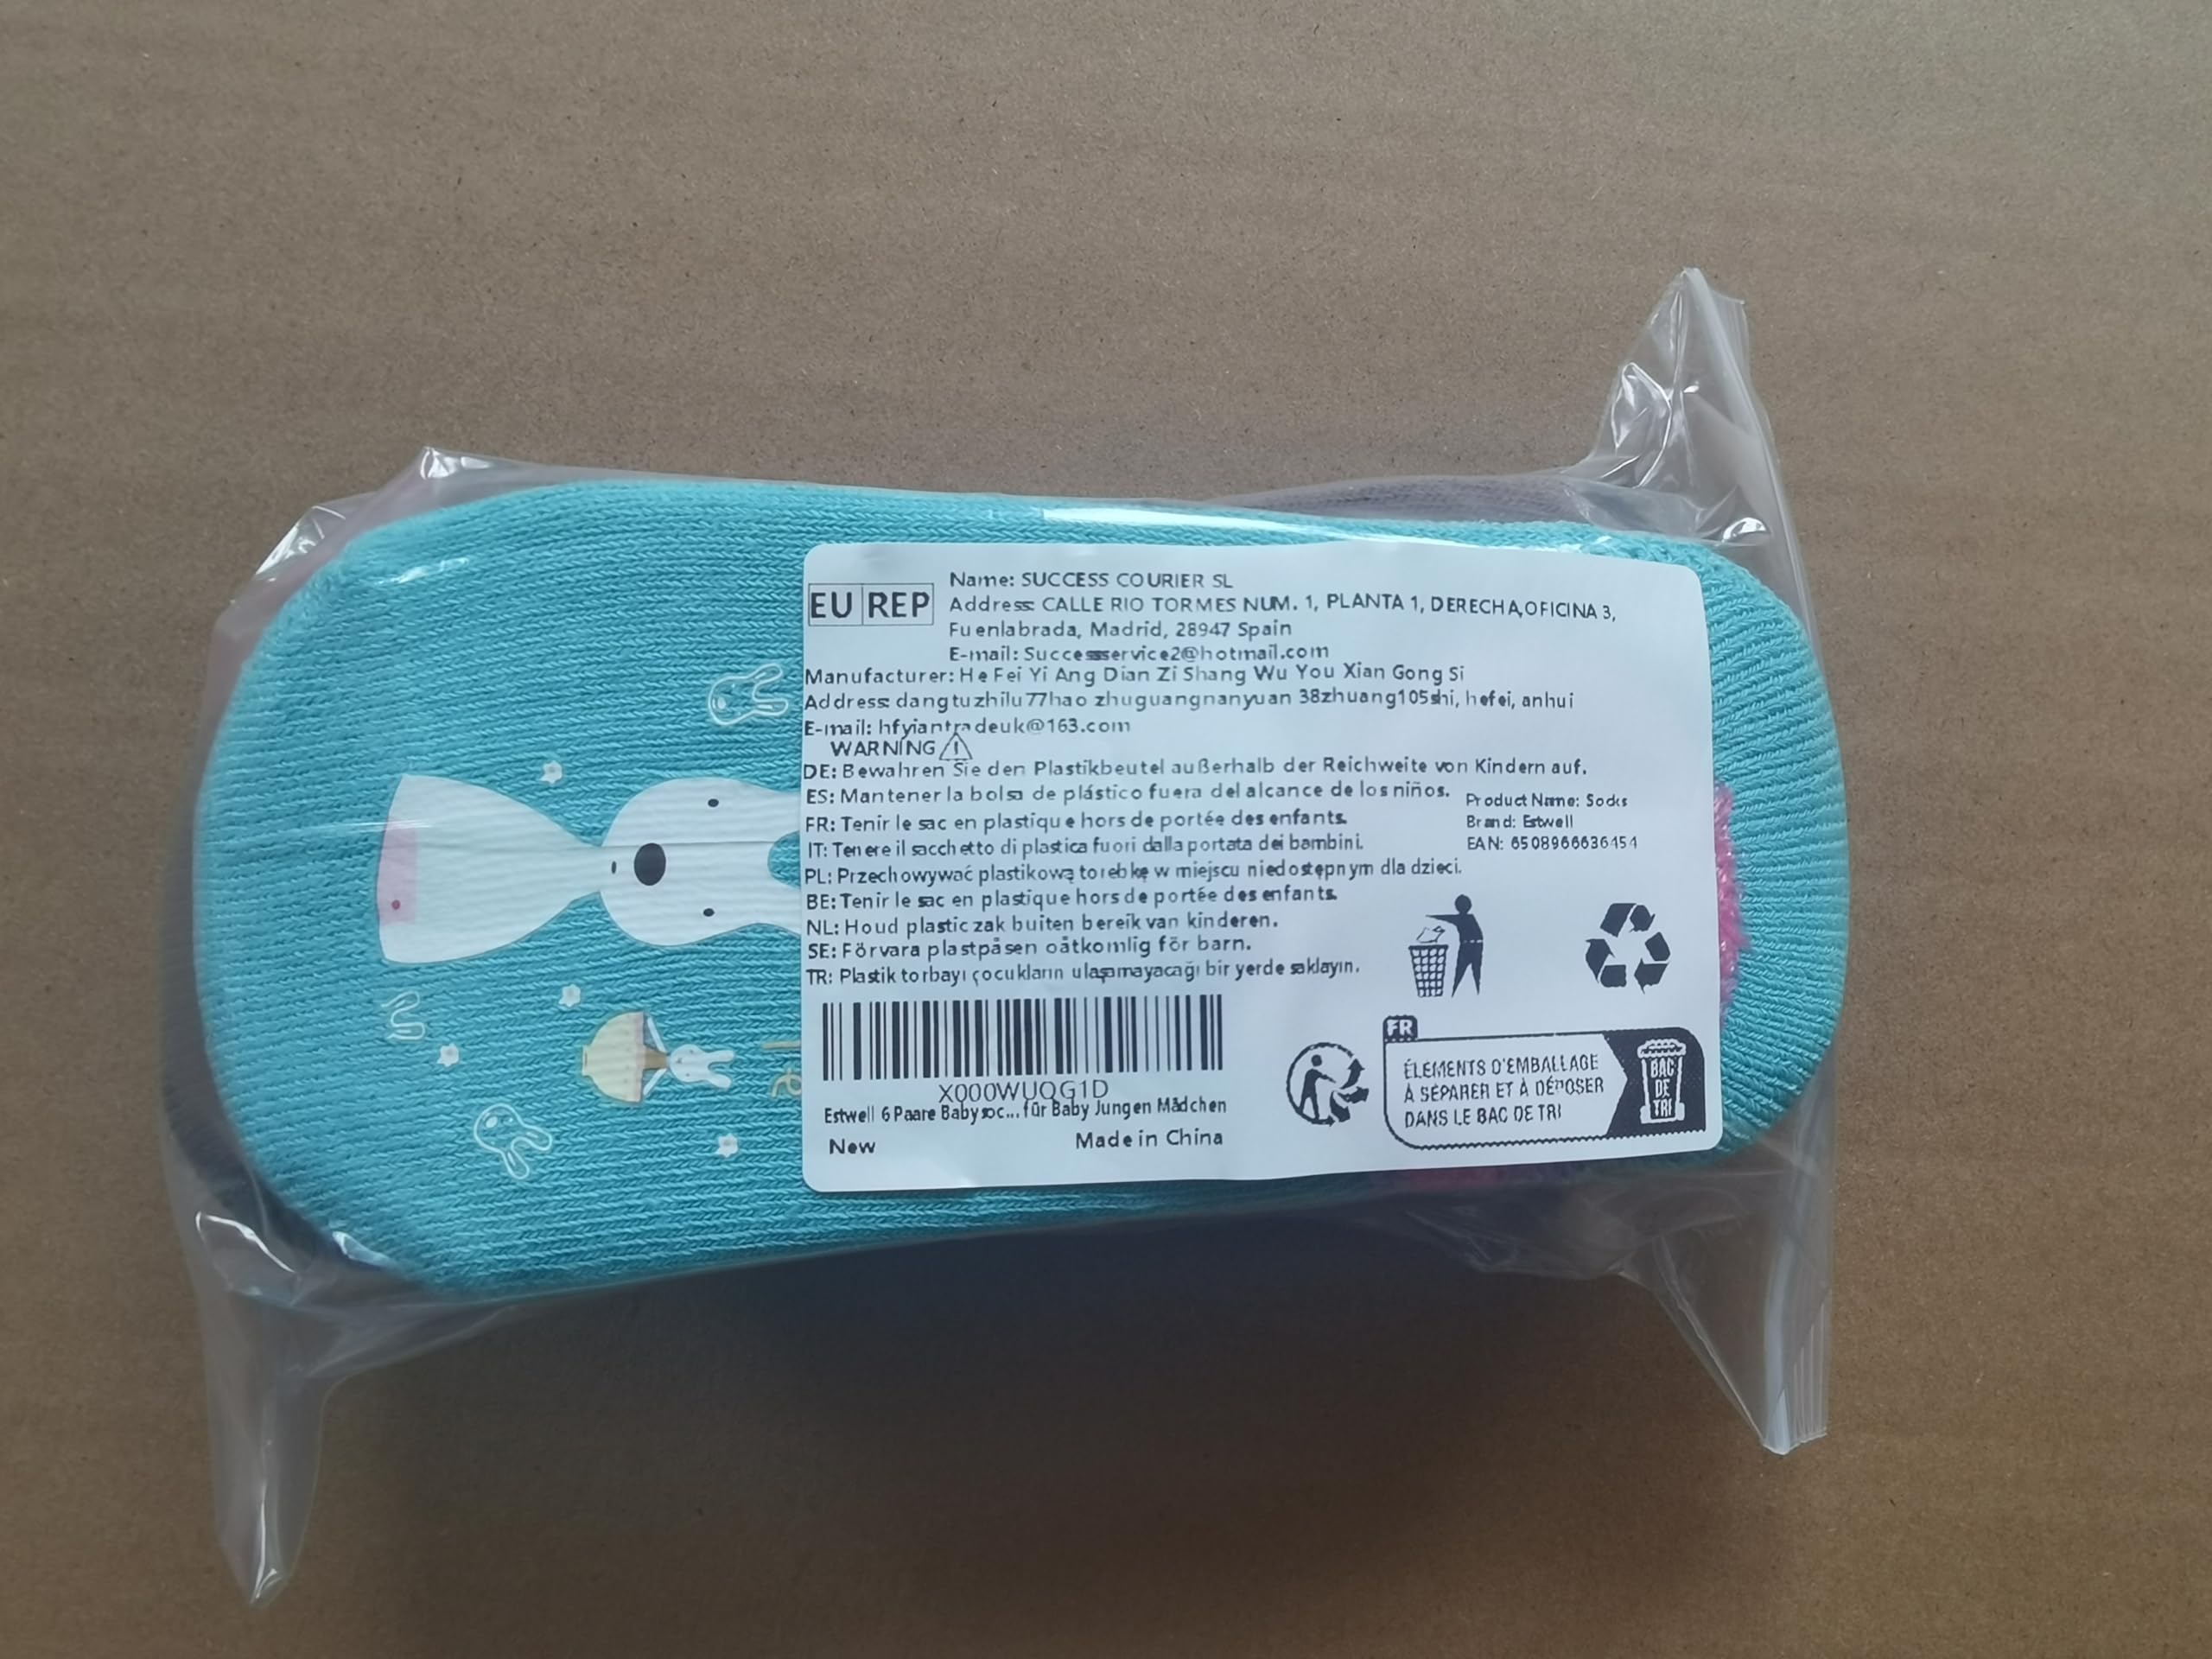 EU REP
Name: SUCCESS COURIER SL
Address: CALLE RIO TORMES NUM. 1, PLANTA 1, DERECHA,OFICINA 3,
Fuenlabrada, Madrid, 28947 Spain
E-mail: Successservice2@hotmail.com
Manufacturer: He Fei Yi Ang Dian Zi Shang Wu You Xian Gong Si
Address: dangtuzhilu77hao zhuguangnanyuan 38zhuang105shi, hefei, anhui
E-mail: hfyiantradeuk@163.com
WARNING
DE: Bewahren Sie den Plastikbeutel außerhalb der Reichweite von Kindern auf.
ES: Mantener la bolsa de plástico fuera del alcance de los niños.
FR: Tenir le sac en plastique hors de portée des enfants.
IT: Tenere il sacchetto di plastica fuori dalla portata dei bambini.
PL: Przechowywać plastikową torebkę w miejscu niedostępnym dla dzieci.
BE: Tenir le sac en plastique hors de portée des enfants.
NL: Houd plastic zak buiten bereik van kinderen.
SE: Förvara plastpåsen oåtkomlig för barn.
TR: Plastik torbayı çocukların ulaşamayacağı bir yerde saklayın.
Product Name: Socks
Brand: Estwell
EAN: 6508966636454
X000WUQG1D
Estwell 6 Paare Babysoc...für Baby Jungen Mädchen
New
Made in China
FR
ÉLÉMENTS D'EMBALLAGE
À SÉPARER ET À DÉPOSER
DANS LE BAC DE TRI
BAC
DE
TRI